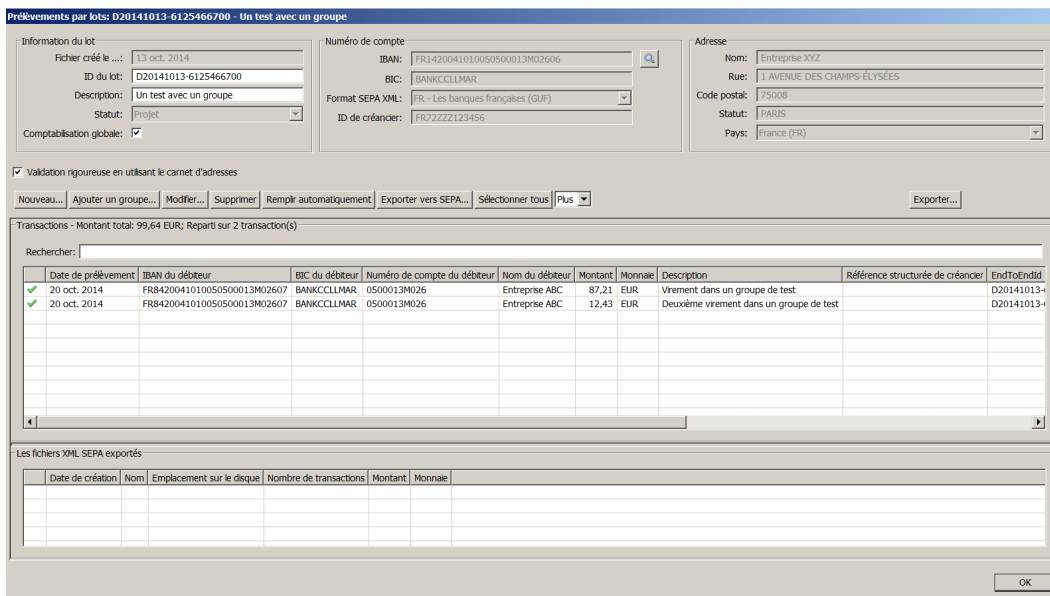 Prélèvements par lots: D20141013-6125466700 - Un test avec un groupe
Information du lot
Fichier créé le ...: 13 oct. 2014
ID du lot: D20141013-6125466700
Description: Un test avec un groupe
Statut: Projet
Comptabilisation globale:
Numéro de compte
IBAN: FR1420041010050500013M02606
BIC: BANKCCLLMAR
Format SEPA XML: FR - Les banques françaises (GUF)
ID de créancier: FR72ZZZ123456
Adresse
Nom: Entreprise XYZ
Rue: 1 AVENUE DES CHAMPS-ÉLYSÉES
Code postal: 75008
Statut: PARIS
Pays: France (FR)
Validation rigoureuse en utilisant le carnet d'adresses
Nouveau... Ajouter un groupe... Modifier... Supprimer Remplir automatiquement Exporter vers SEPA... Sélectionner tous Plus Exporter...
Transactions - Montant total: 99,64 EUR; Reparti sur 2 transaction(s)
Rechercher:
Date de prélèvement IBAN du débiteur BIC du débiteur Numéro de compte du débiteur Nom du débiteur Montant Monnaie Description Référence structurée de créancier EndToEndId
20 oct. 2014 FR8420041010050500013M02607 BANKCCLLMAR 0500013M026 Entreprise ABC 87,21 EUR Virement dans un groupe de test D20141013-
20 oct. 2014 FR8420041010050500013M02607 BANKCCLLMAR 0500013M026 Entreprise ABC 12,43 EUR Deuxième virement dans un groupe de test D20141013-
Les fichiers XML SEPA exportés
Date de création Nom Emplacement sur le disque Nombre de transactions Montant Monnaie
OK